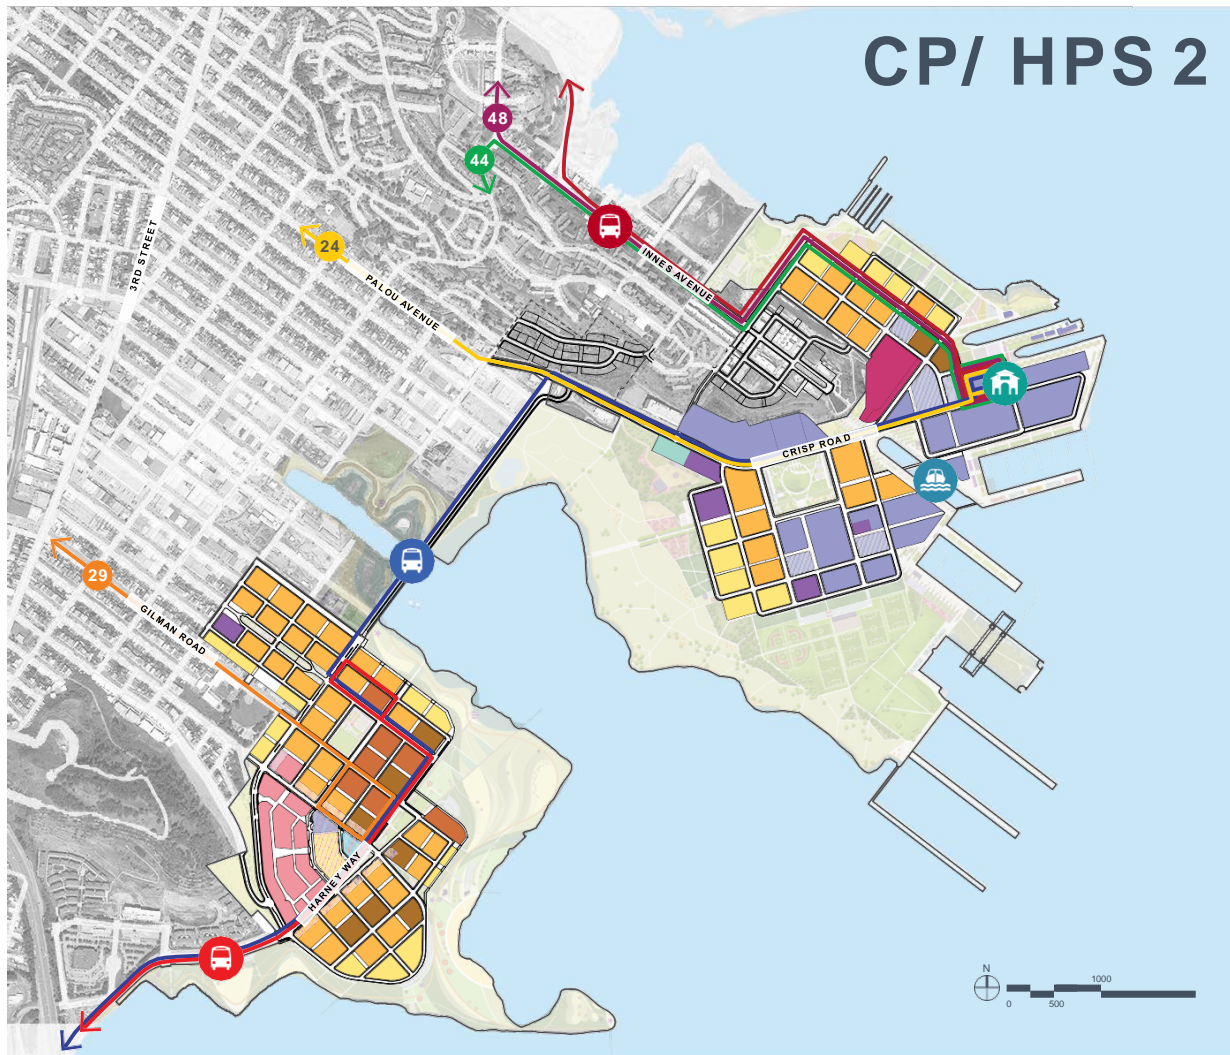 CP/ HPS 2
48
44
24
3RD STREET
PALOU AVENUE
INNES AVENUE
CRISP ROAD
29
GILMAN ROAD
HARNEY WAY
N
1000
0
500